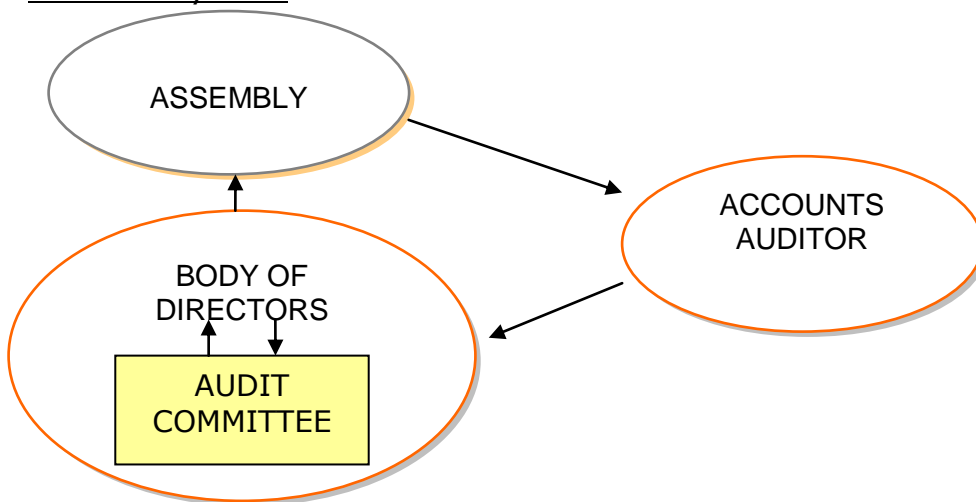 ASSEMBLY
ACCOUNTS
AUDITOR
BODY OF
DIRECTORS
AUDIT
COMMITTEE